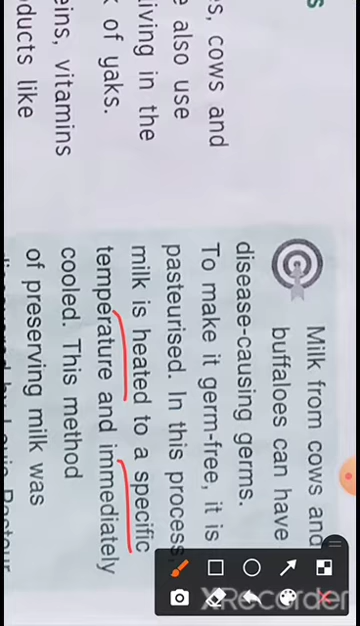 s
s, cows and
also use
iving in the
of yaks.
eins, vitamins
ducts like
Milk from cows and
buffaloes can have
disease-causing germs.
To make it germ-free, it is
pasteurised. In this process,
milk is heated to a specific
temperature and immediately
cooled. This method
of preserving milk was
XRecorder